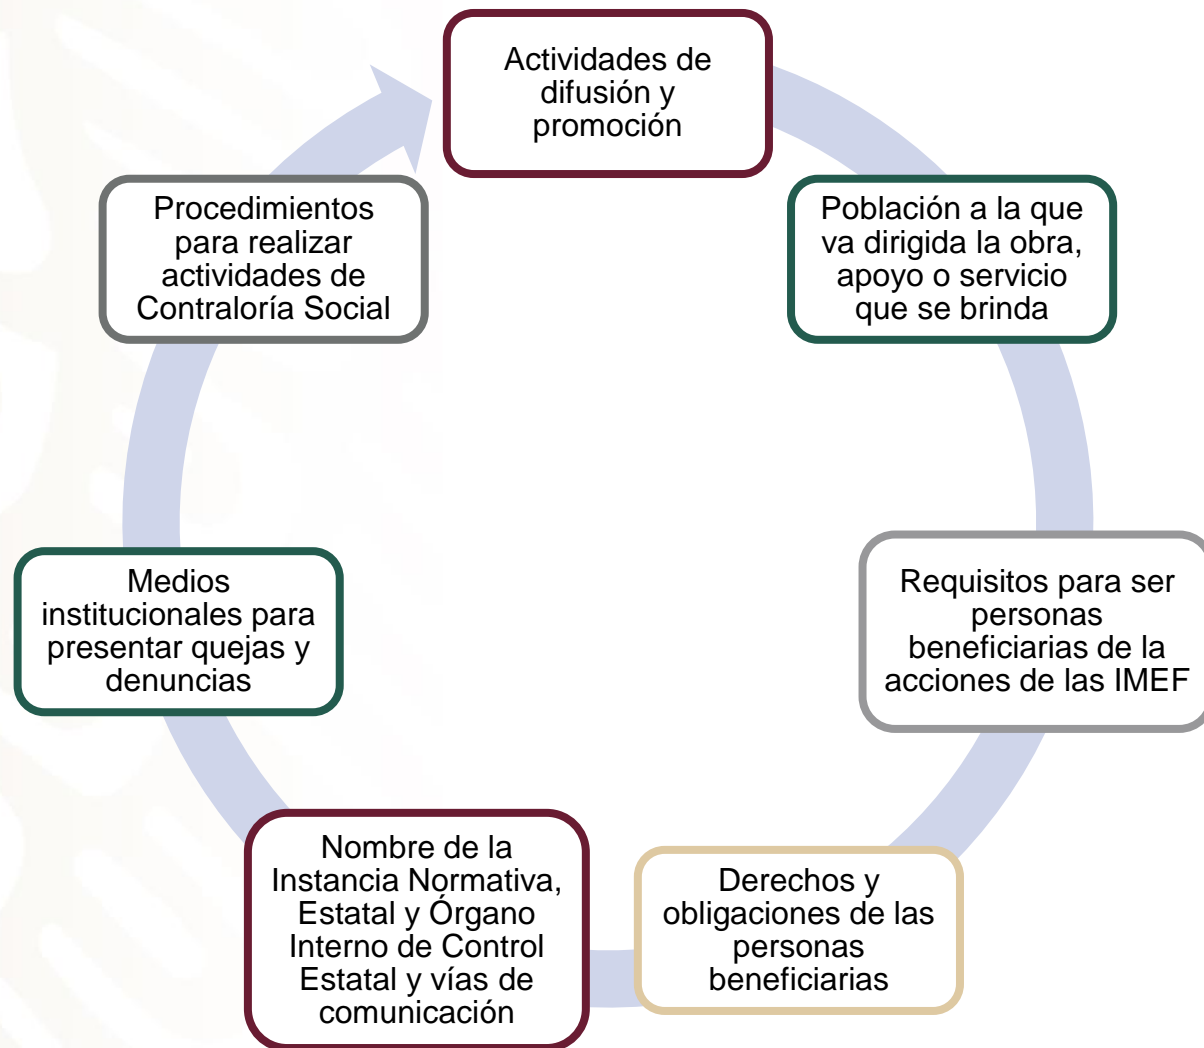 Actividades de
difusión y
promoción
Población a la que
va dirigida la obra,
apoyo o servicio
que se brinda
Requisitos para ser
personas
beneficiarias de la
acciones de las IMEF
Derechos y
obligaciones de las
personas
beneficiarias
Nombre de la
Instancia Normativa,
Estatal y Órgano
Interno de Control
Estatal y vías de
comunicación
Medios
institucionales para
presentar quejas y
denuncias
Procedimientos
para realizar
actividades de
Contraloría Social